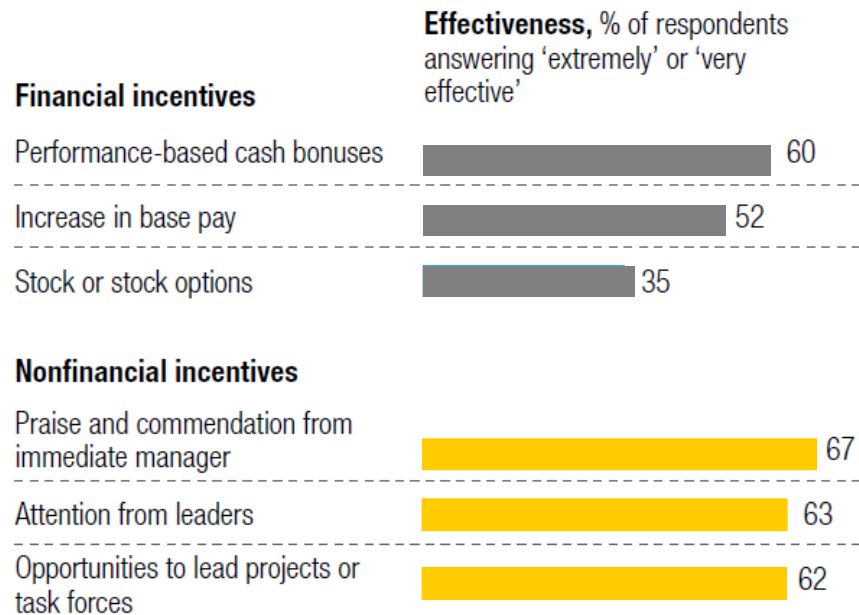 Effectiveness, % of respondents
answering ‘extremely’ or ‘very
effective’
Financial incentives
Performance-based cash bonuses 60
Increase in base pay 52
Stock or stock options 35
Nonfinancial incentives
Praise and commendation from
immediate manager 67
Attention from leaders 63
Opportunities to lead projects or
task forces 62